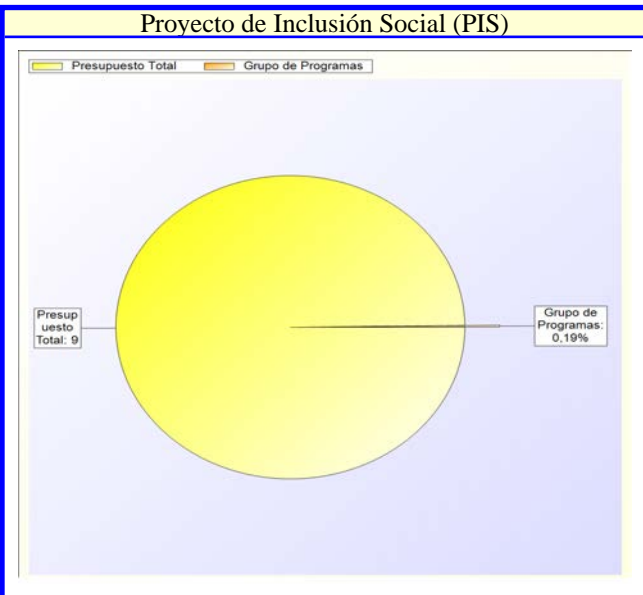 Proyecto de Inclusión Social (PIS)
Presupuesto Total
Grupo de Programas
Presup
uesto
Total: 9
Grupo de
Programas:
0,19%